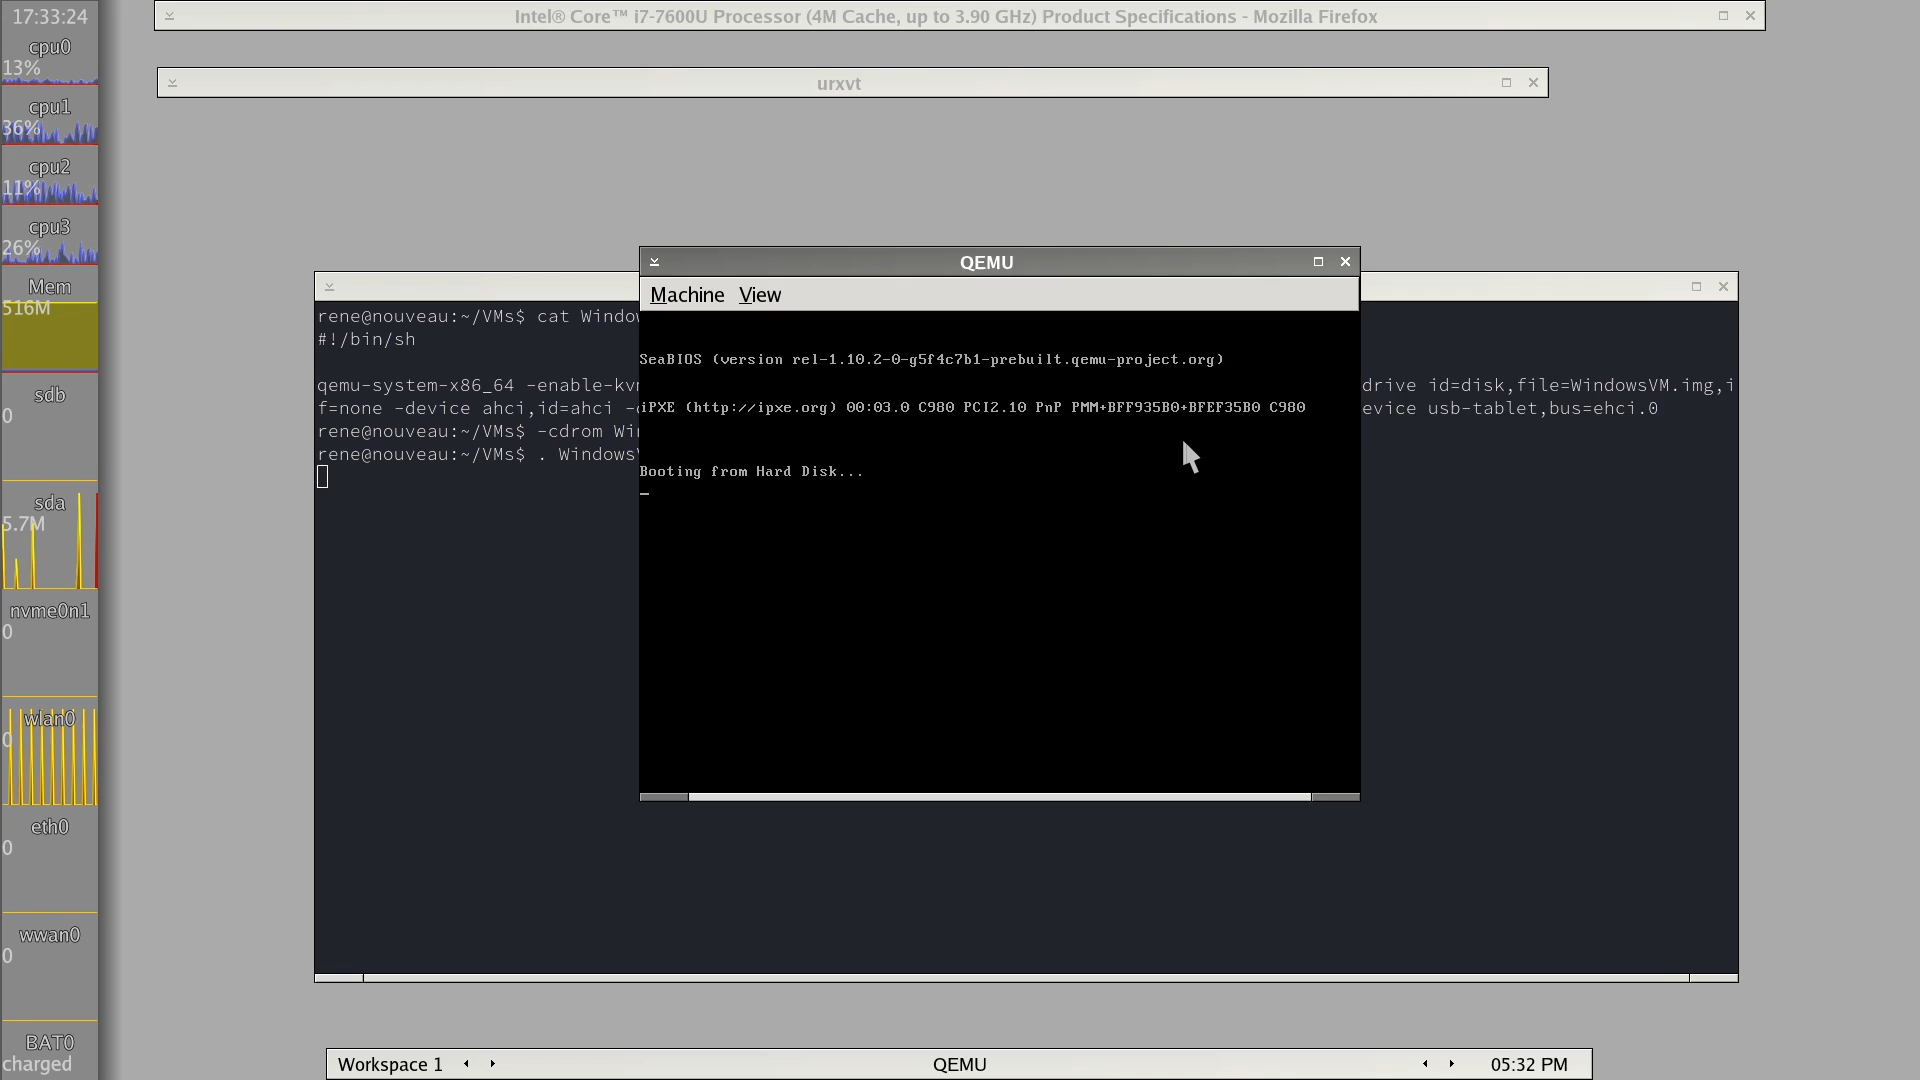 17:33:24
cpu0
13%
cpu1
36%
cpu2
11%
cpu3
26%
Mem
516M
sdb
0
sda
5.7M
nvme0n1
0
wlan0
0
eth0
0
wwan0
0
BAT0
charged
Intel® Core™ i7-7600U Processor (4M Cache, up to 3.90 GHz) Product Specifications - Mozilla Firefox
urxvt
rene@nouveau:~/VMs$ cat Window
#!/bin/sh
qemu-system-x86_64 -enable-kvm drive id=disk,file=WindowsVM.img,i
f=none -device ahci,id=ahci - evice usb-tablet,bus=ehci.0
rene@nouveau:~/VMs$ -cdrom Win
rene@nouveau:~/VMs$ . Windows
QEMU
Machine View
SeaBIOS (version rel-1.10.2-0-g5f4c7b1-prebuilt.qemu-project.org)
iPXE (http://ipxe.org) 00:03.0 C980 PCI2.10 PnP PMM+BFF935B0+BFEF35B0 C980
Booting from Hard Disk...
Workspace 1 QEMU 05:32 PM